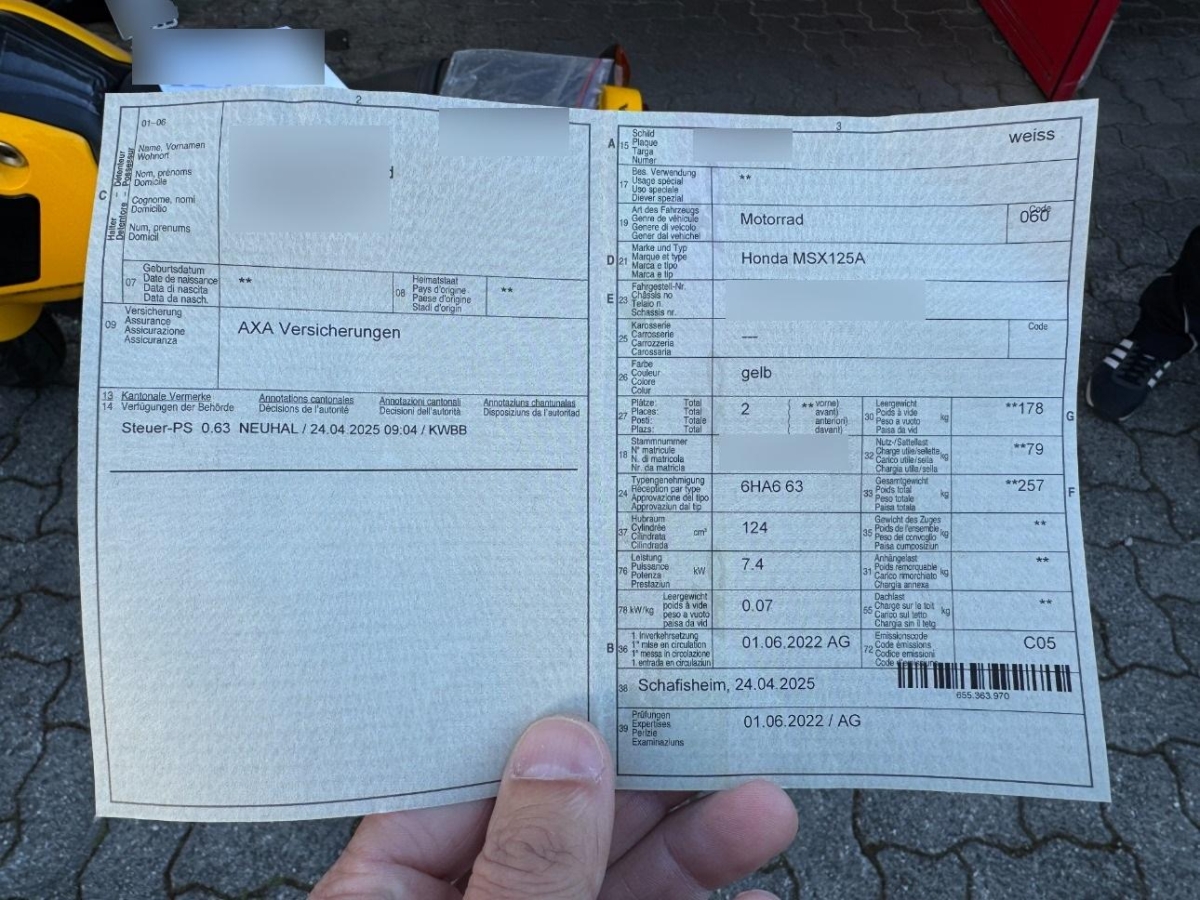 2
01-06
Halter - Détenteur
Detentore - Possessur
C
Name, Vornamen
Wohnort
Nom, prénoms
Domicile
Cognome, nomi
Domicilio
Num, prenums
Domicil
07
Geburtsdatum
Date de naissance
Data di nascita
Data da nasch.
**
08
Heimatstaat
Pays d'origine
Paese d'origine
Stadi d'origin
**
09
Versicherung
Assurance
Assicurazione
Assicuranza
AXA Versicherungen
13 Kantonale Vermerke Annotations cantonales Annotazioni cantonali Annotaziuns chantunalas
14 Verfügungen der Behörde Décisions de l'autorité Decisioni dell'autorità Disposiziuns da l'autoritad
Steuer-PS 0.63 NEUHAL / 24.04.2025 09:04 / KWBB
3
A
15
Schild
Plaque
Targa
Numer
weiss
17
Bes. Verwendung
Usage spécial
Uso speciale
Diever spezial
**
19
Art des Fahrzeugs
Genre de véhicule
Genere di veicolo
Gener dal vehichel
Motorrad
Code
060
D
21
Marke und Typ
Marque et type
Marca e tipo
Marca e tip
Honda MSX125A
E
23
Fahrgestell-Nr.
Châssis no
Telaio n.
Schassis nr.
25
Karosserie
Carrosserie
Carrozzeria
Carossaria
—
Code
26
Farbe
Couleur
Colore
Colur
gelb
27
Plätze: Total
Places: Total
Posti: Totale
Plazs: Total
2
** vorne)
avant)
anteriori)
davant)
30
Leergewicht
Poids à vide
Peso a vuoto
Paisa da vid
kg
**178
G
18
Stammnummer
N° matricule
N. di matricola
Nr. da matricla
32
Nutz-/Sattellast
Charge utile/sellette
Carico utile/sella
Chargia utila/sella
kg
**79
24
Typengenehmigung
Réception par type
Approvazione del tipo
Approvaziun dal tip
6HA6 63
33
Gesamtgewicht
Poids total
Peso totale
Paisa totala
kg
**257
F
37
Hubraum
Cylindrée
Cilindrata
Cilindrada
cm³
124
35
Gewicht des Zuges
Poids de l'ensemble
Peso del convoglio
Paisa cumposiziun
kg
**
76
Leistung
Puissance
Potenza
Prestaziun
kW
7.4
31
Anhängelast
Poids remorquable
Carico rimorchiato
Chargia annexa
kg
**
78 kW/kg
Leergewicht
poids à vide
peso a vuoto
paisa da vid
0.07
55
Dachlast
Charge sur le toit
Carico sul tetto
Chargia sin il tetg
kg
**
B
36
1. Inverkehrsetzung
1re mise en circulation
1a messa in circolazione
1. entrada en circulaziun
01.06.2022 AG
72
Emissionscode
Code émissions
Codice emissioni
Code
C05
38
Schafisheim, 24.04.2025
655.363.970
39
Prüfungen
Expertises
Perizie
Examinaziuns
01.06.2022 / AG